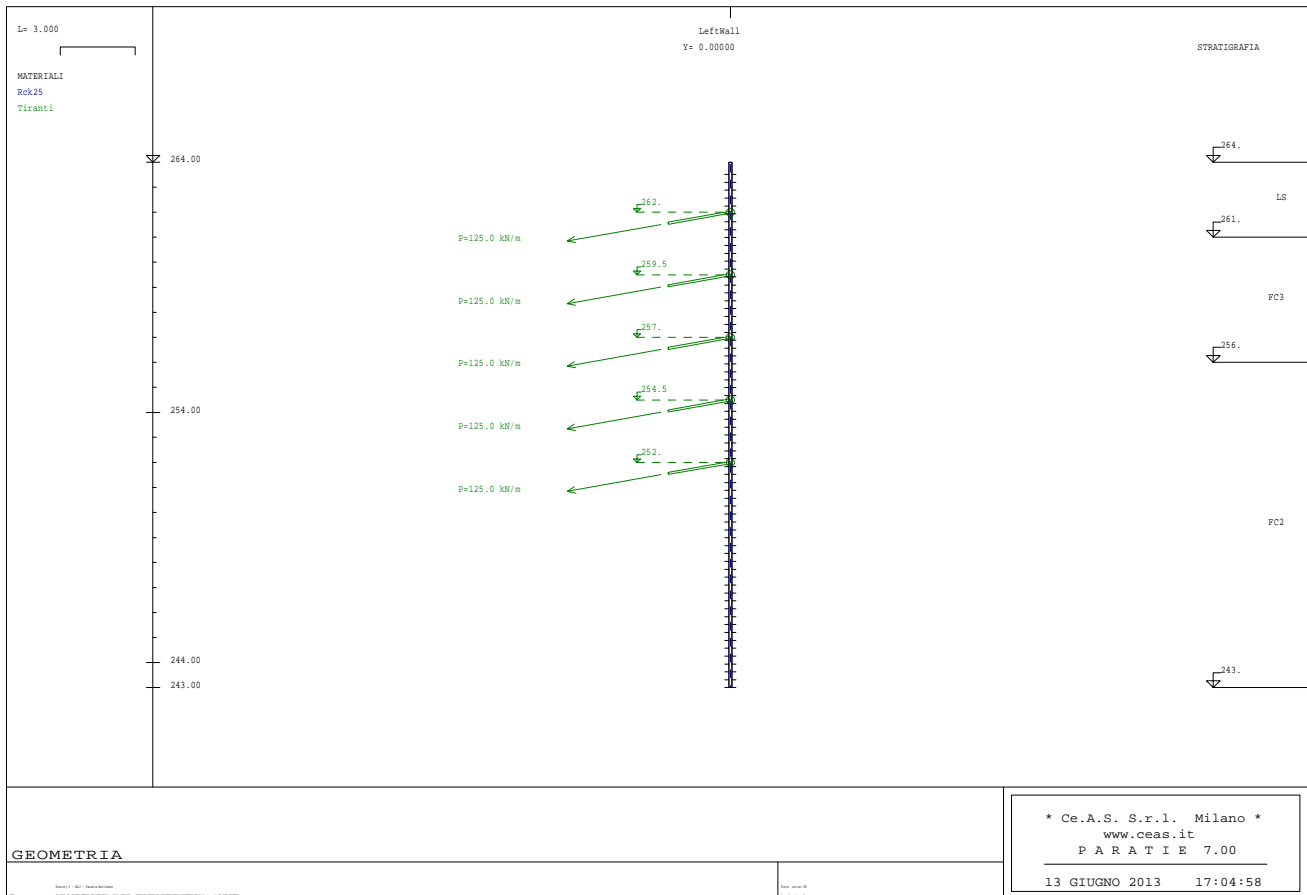 L= 3.000
MATERIALI
Rck25
Tiranti
LeftWall
Y= 0.00000
STRATIGRAFIA
264.00
254.00
244.00
243.00
262.
P=125.0 kN/m
259.5
P=125.0 kN/m
257.
P=125.0 kN/m
254.5
P=125.0 kN/m
252.
P=125.0 kN/m
264.
LS
261.
FC3
256.
FC2
243.
GEOMETRIA
* Ce.A.S. S.r.l. Milano *
www.ceas.it
P A R A T I E 7.00
13 GIUGNO 2013 17:04:58